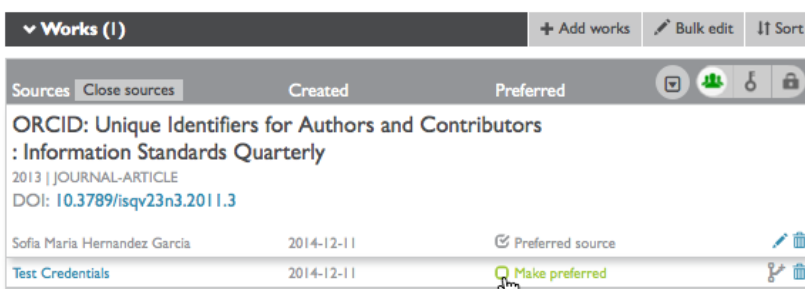 Works (1) Add works Bulk edit Sort
Sources Close sources Created Preferred
ORCID: Unique Identifiers for Authors and Contributors
: Information Standards Quarterly
2013 | JOURNAL-ARTICLE
DOI: 10.3789/isqv23n3.2011.3
Sofia Maria Hernandez Garcia 2014-12-11 Preferred source
Test Credentials 2014-12-11 Make preferred